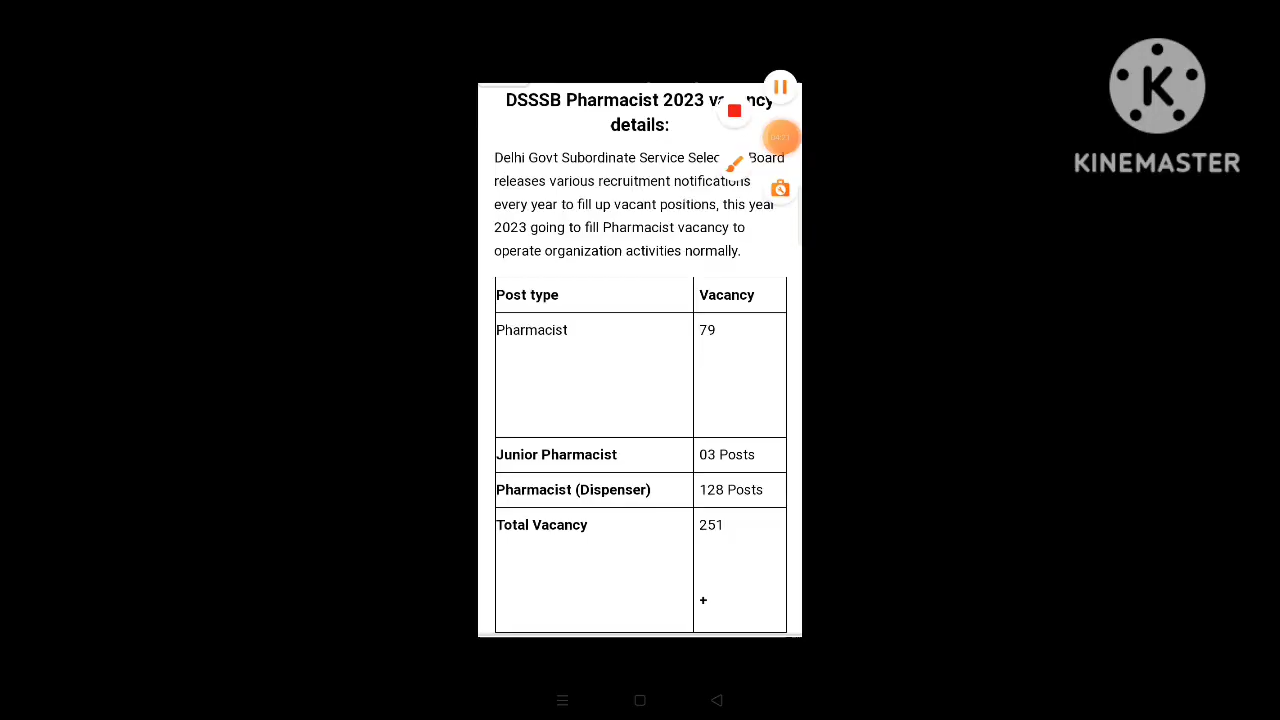 DSSSB Pharmacist 2023
details:
Delhi Govt Subordinate Service Board
releases various recruitment notifications
every year to fill up vacant positions, this year
2023 going to fill Pharmacist vacancy to
operate organization activities normally.
Post type Vacancy
Pharmacist 79
Junior Pharmacist 03 Posts
Pharmacist (Dispenser) 128 Posts
Total Vacancy 251
+
K
KINEMASTER
04:23